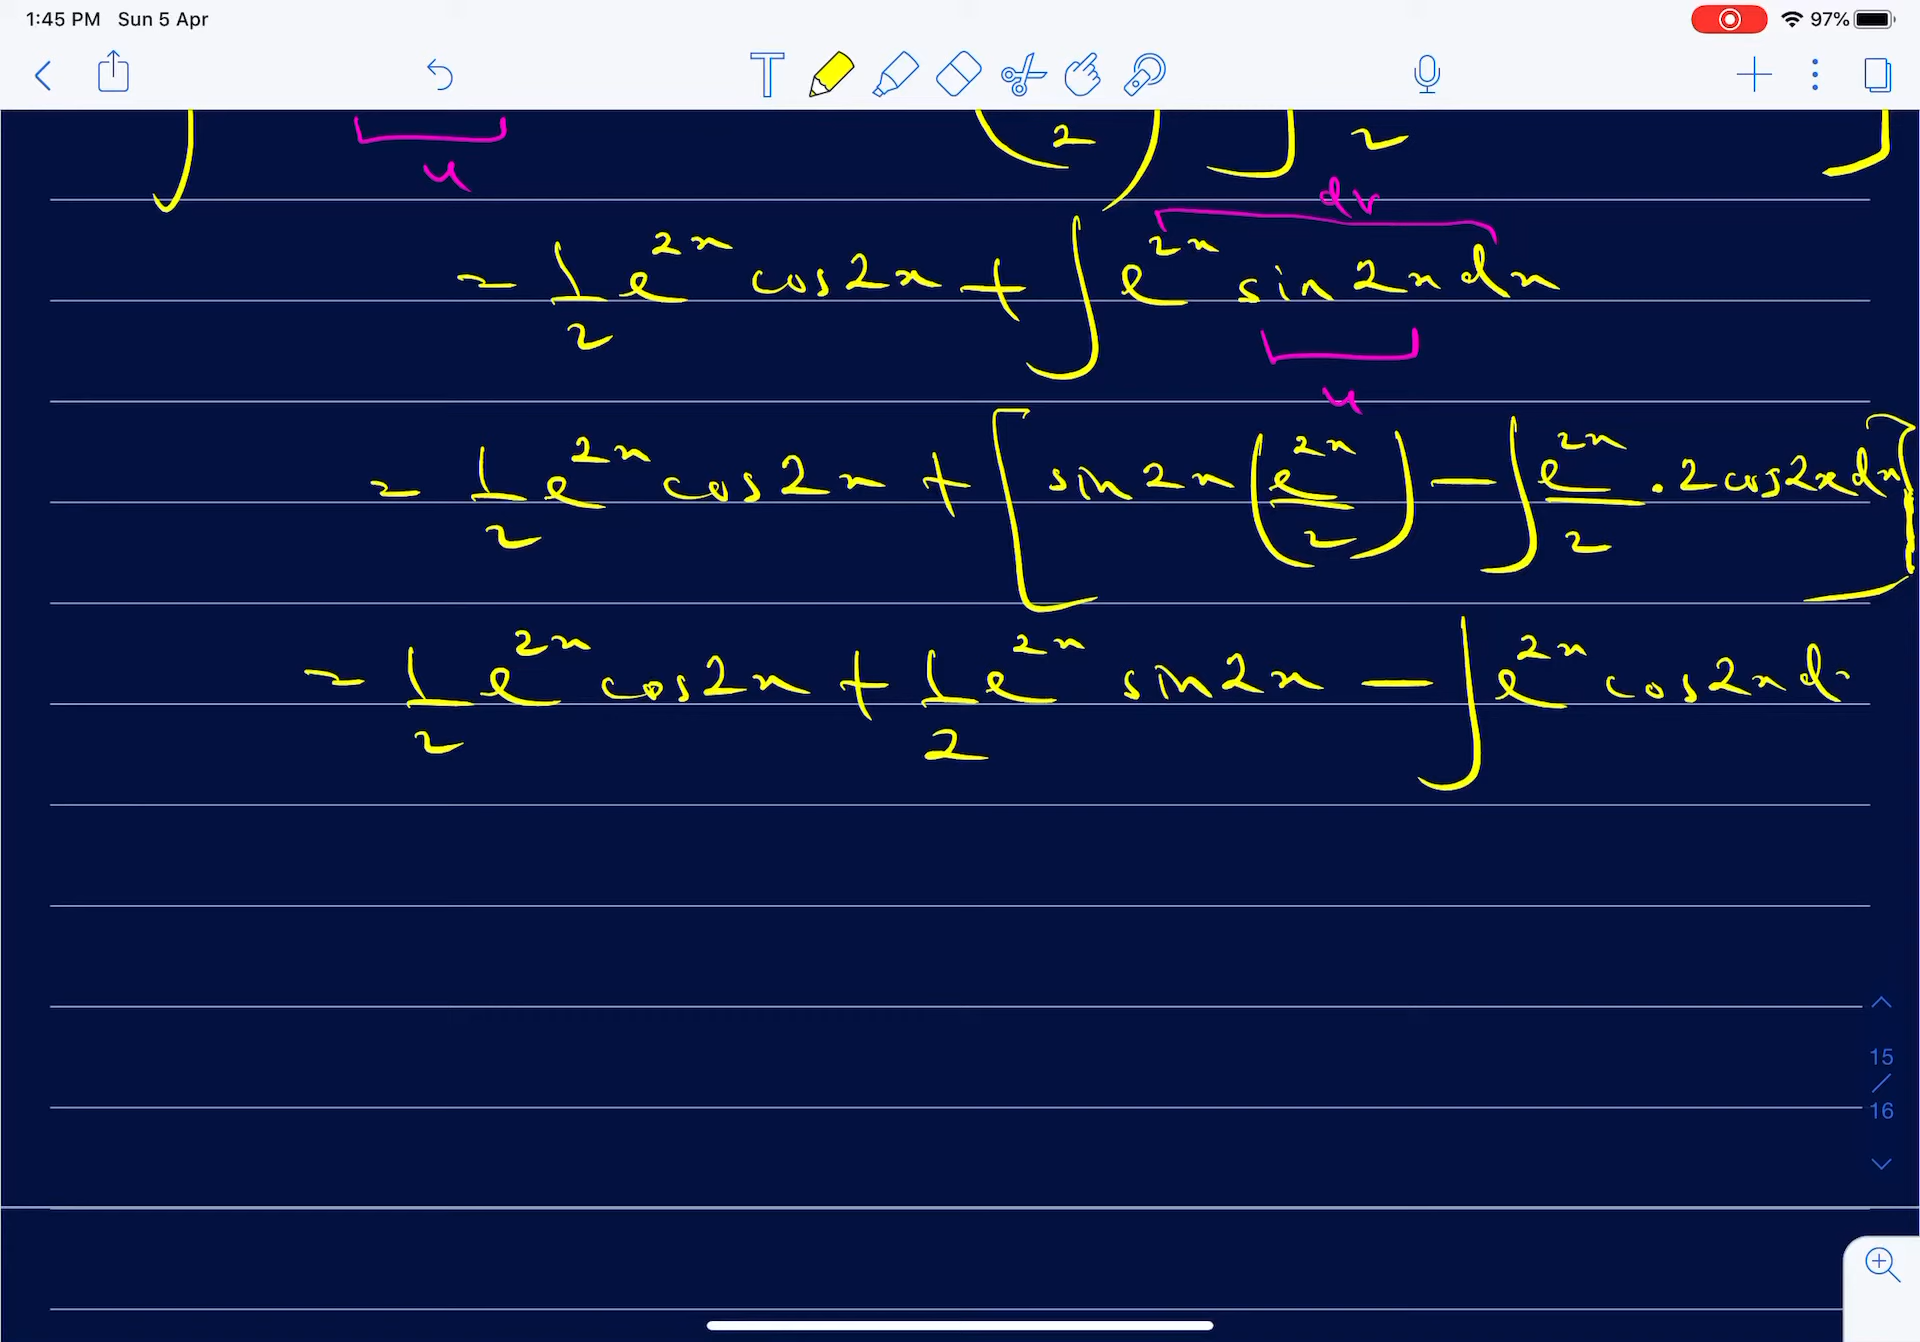 1:45 PM Sun 5 Apr 97%
2 2
u
dv
= 1/2 e^{2x} cos2x + ∫ e^{2x} sin2x dx
u
= 1/2 e^{2x} cos2x + [ sin2x (e^{2x}/2) - ∫ e^{2x}/2 . 2cos2x dx ]
= 1/2 e^{2x} cos2x + 1/2 e^{2x} sin2x - ∫ e^{2x} cos2x d
15
/
16